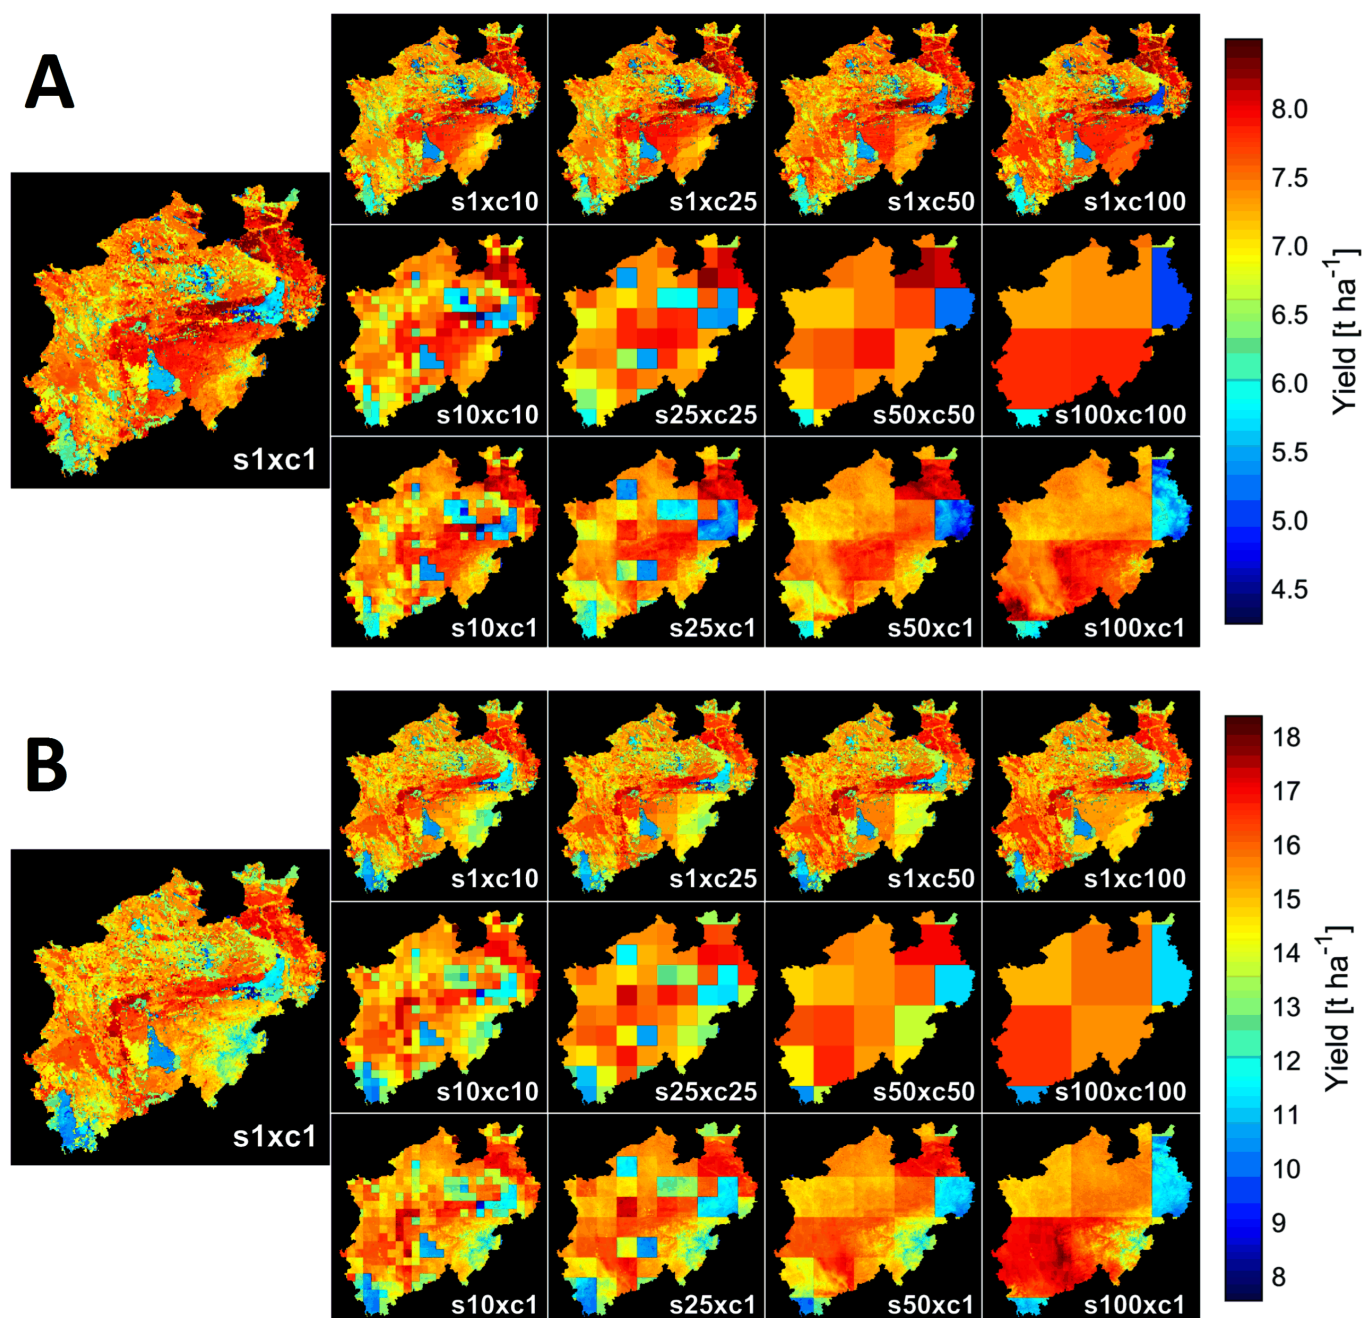 A
s1xc1
s1xc10
s1xc25
s1xc50
s1xc100
s10xc10
s25xc25
s50xc50
s100xc100
s10xc1
s25xc1
s50xc1
s100xc1
8.0
7.5
7.0
6.5
6.0
5.5
5.0
4.5
Yield [t ha⁻¹]
B
s1xc1
s1xc10
s1xc25
s1xc50
s1xc100
s10xc10
s25xc25
s50xc50
s100xc100
s10xc1
s25xc1
s50xc1
s100xc1
18
17
16
15
14
13
12
11
10
9
8
Yield [t ha⁻¹]